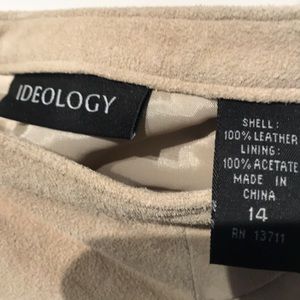 IDEOLOGY
SHELL:
100% LEATHER
LINING:
100% ACETATE
MADE IN
CHINA
14
RN 13711